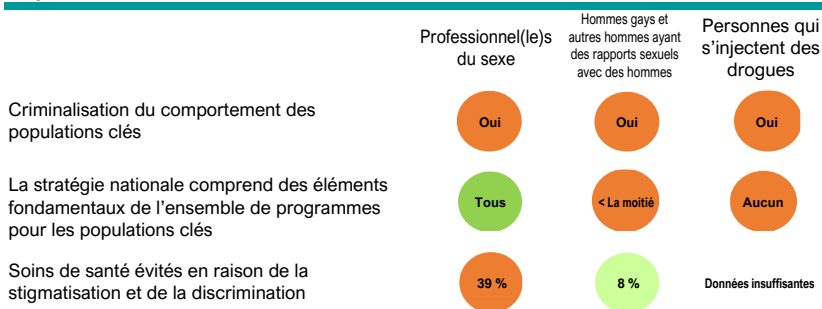 Professionnel(le)s
du sexe
Hommes gays et
autres hommes ayant
des rapports sexuels
avec des hommes
Personnes qui
s'injectent des
drogues
Criminalisation du comportement des
populations clés
Oui
Oui
Oui
La stratégie nationale comprend des éléments
fondamentaux de l'ensemble de programmes
pour les populations clés
Tous
< La moitié
Aucun
Soins de santé évités en raison de la
stigmatisation et de la discrimination
39 %
8 %
Données insuffisantes